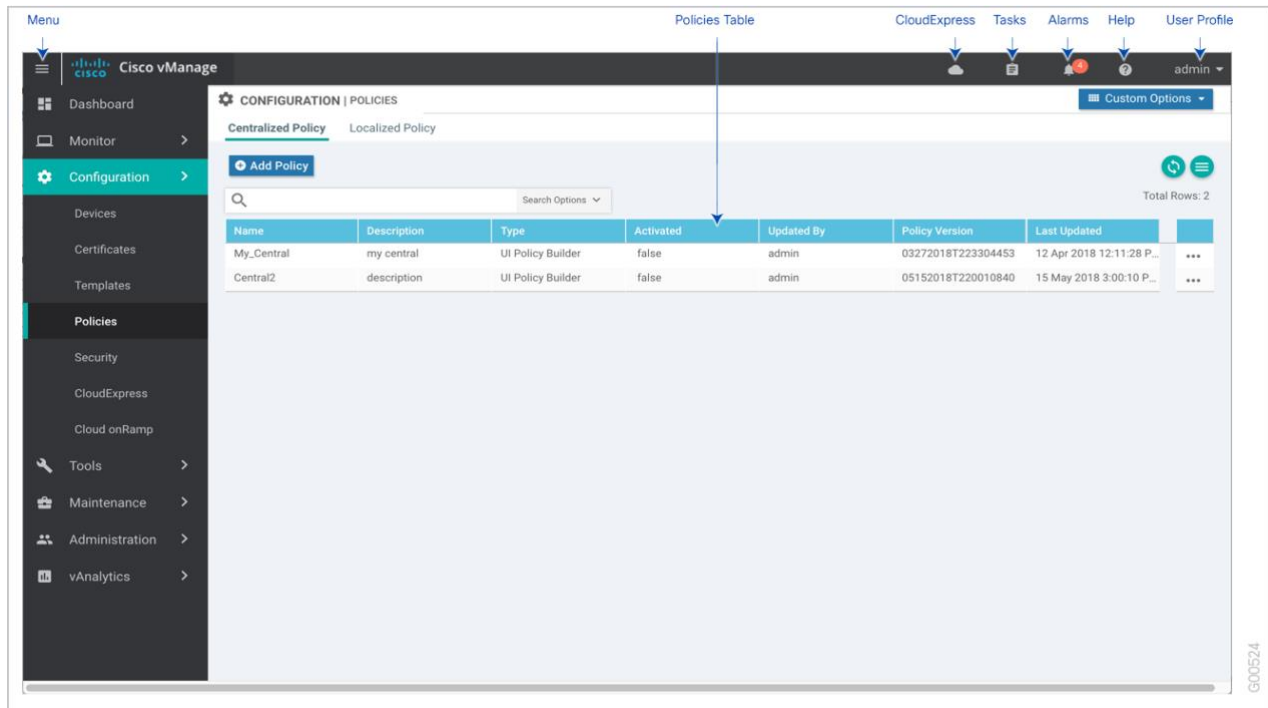 Menu
Policies Table
CloudExpress
Tasks
Alarms
Help
User Profile
cisco Cisco vManage
4
admin
Dashboard
Monitor
Configuration
Devices
Certificates
Templates
Policies
Security
CloudExpress
Cloud onRamp
Tools
Maintenance
Administration
vAnalytics
CONFIGURATION | POLICIES
Custom Options
Centralized Policy Localized Policy
Add Policy
Search Options
Total Rows: 2
Name Description Type Activated Updated By Policy Version Last Updated
My_Central my central UI Policy Builder false admin 03272018T223304453 12 Apr 2018 12:11:28 P...
Central2 description UI Policy Builder false admin 05152018T220010840 15 May 2018 3:00:10 P...
G00524